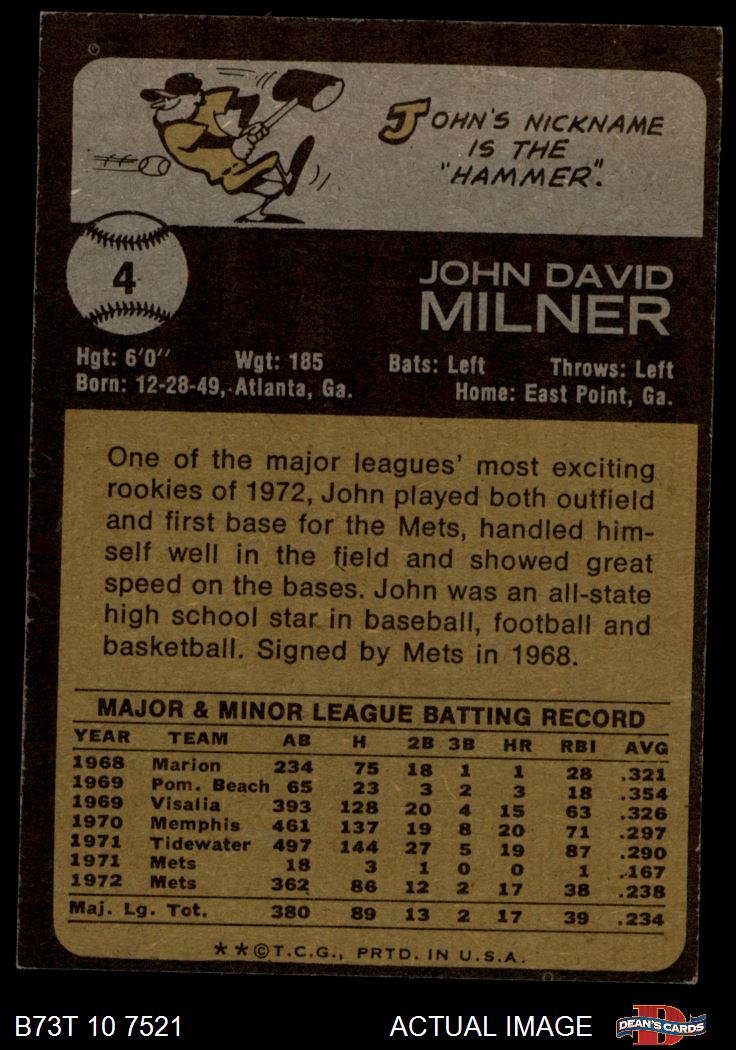 JOHN'S NICKNAME
IS THE
"HAMMER".
4
JOHN DAVID
MILNER
Hgt: 6'0" Wgt: 185 Bats: Left Throws: Left
Born: 12-28-49, Atlanta, Ga. Home: East Point, Ga.
One of the major leagues' most exciting
rookies of 1972, John played both outfield
and first base for the Mets, handled him-
self well in the field and showed great
speed on the bases. John was an all-state
high school star in baseball, football and
basketball. Signed by Mets in 1968.
MAJOR & MINOR LEAGUE BATTING RECORD
YEAR TEAM AB H 2B 3B HR RBI AVG
1968 Marion 234 75 18 1 1 28 .321
1969 Pom. Beach 65 23 3 2 3 18 .354
1969 Visalia 393 128 20 4 15 63 .326
1970 Memphis 461 137 19 8 20 71 .297
1971 Tidewater 497 144 27 5 19 87 .290
1971 Mets 18 3 1 0 0 1 .167
1972 Mets 362 86 12 2 17 38 .238
Maj. Lg. Tot. 380 89 13 2 17 39 .234
**©T.C.G., PRTD. IN U.S.A.
B73T 10 7521 ACTUAL IMAGE DEAN'S CARDS